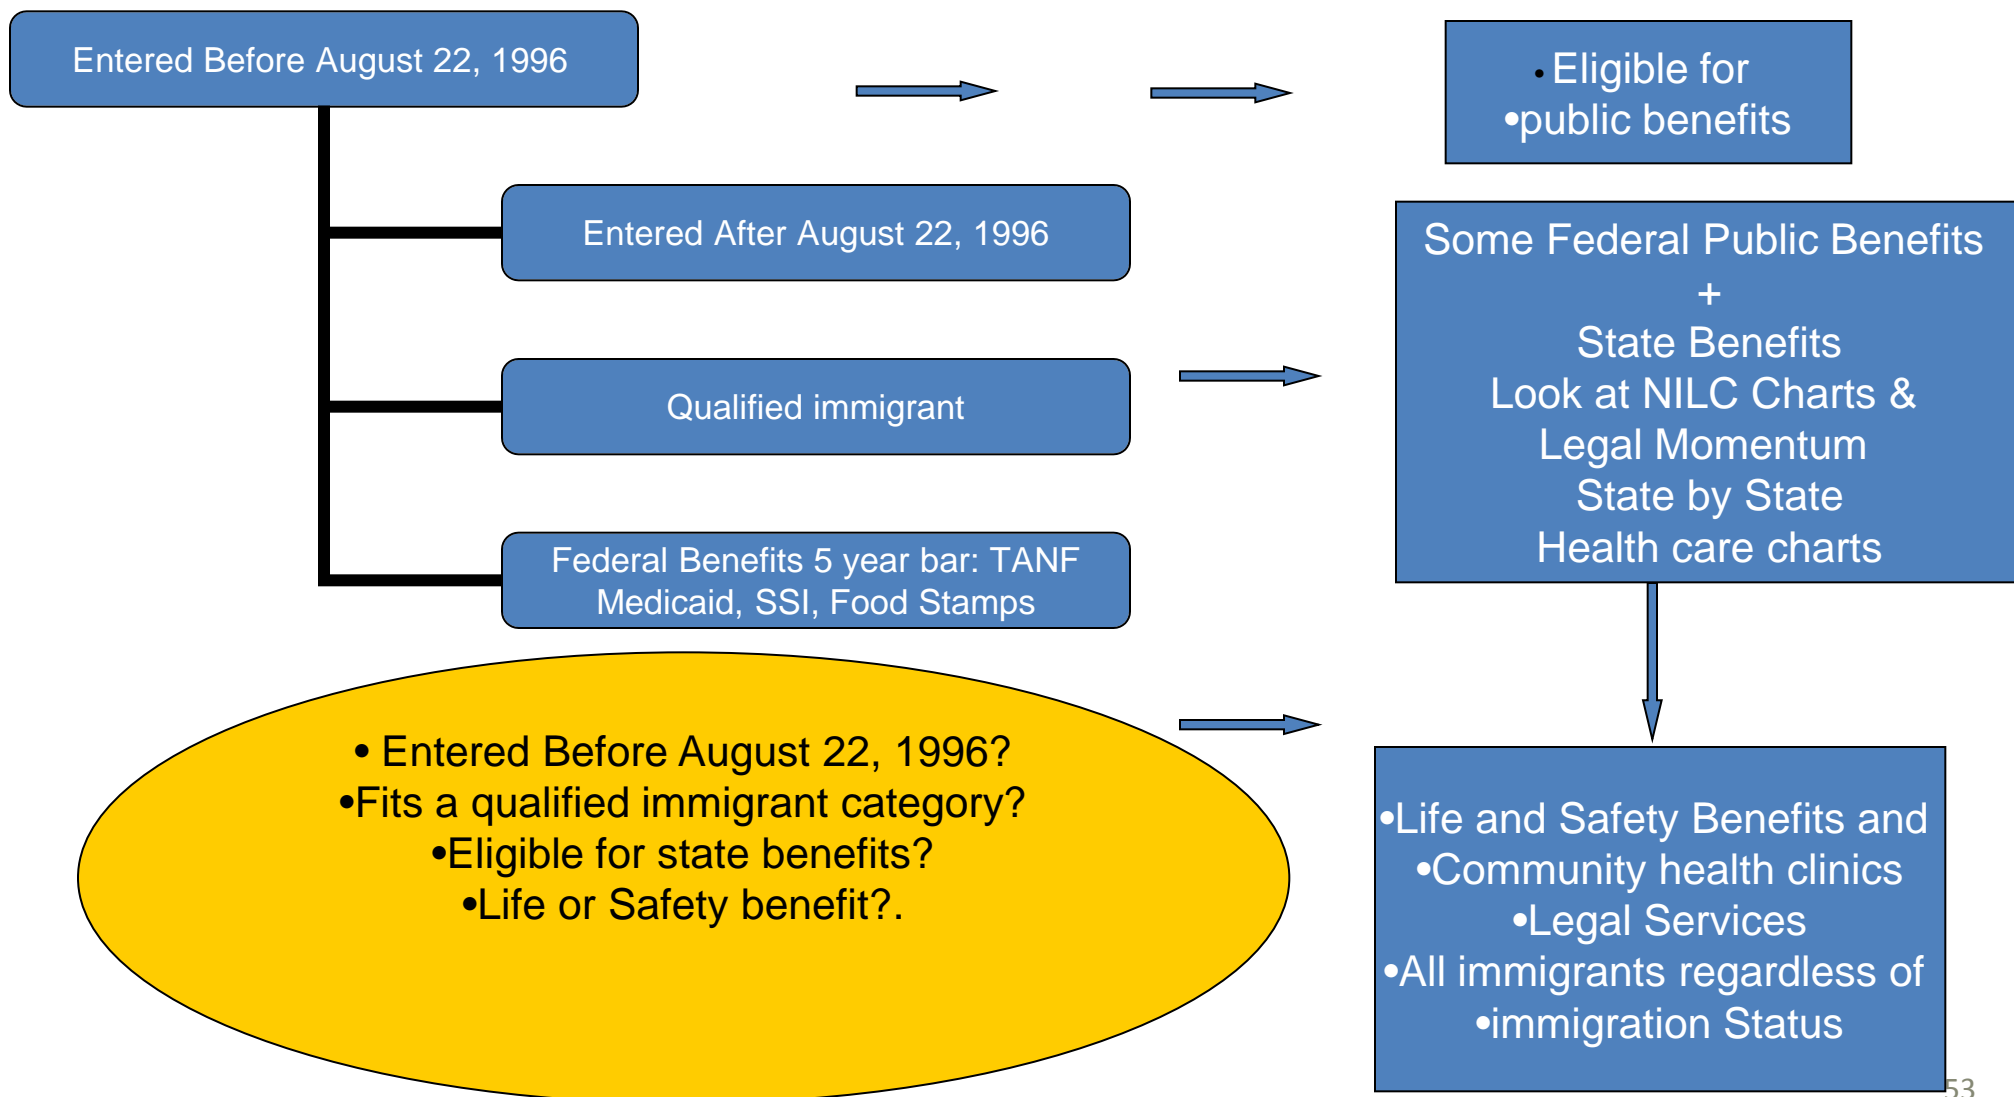 Entered Before August 22, 1996
• Eligible for
•public benefits
Entered After August 22, 1996
Qualified immigrant
Federal Benefits 5 year bar: TANF
Medicaid, SSI, Food Stamps
Some Federal Public Benefits
+
State Benefits
Look at NILC Charts &
Legal Momentum
State by State
Health care charts
• Entered Before August 22, 1996?
•Fits a qualified immigrant category?
•Eligible for state benefits?
•Life or Safety benefit?.
•Life and Safety Benefits and
•Community health clinics
•Legal Services
•All immigrants regardless of
•immigration Status
53